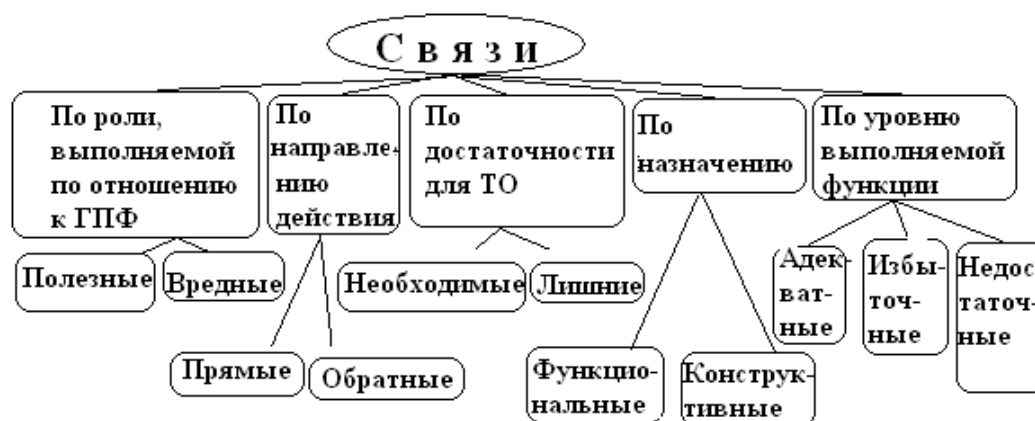 Связи
По роли,
выполняемой
по отношению
к ГПФ
По
направле-
нию
действия
По
достаточности
для ТО
По
назначению
По уровню
выполняемой
функции
Полезные
Вредные
Прямые
Обратные
Необходимые
Лишние
Функцио-
нальные
Конструк-
тивные
Адек-
ват-
ные
Избы-
точ-
ные
Недос
таточ-
ные